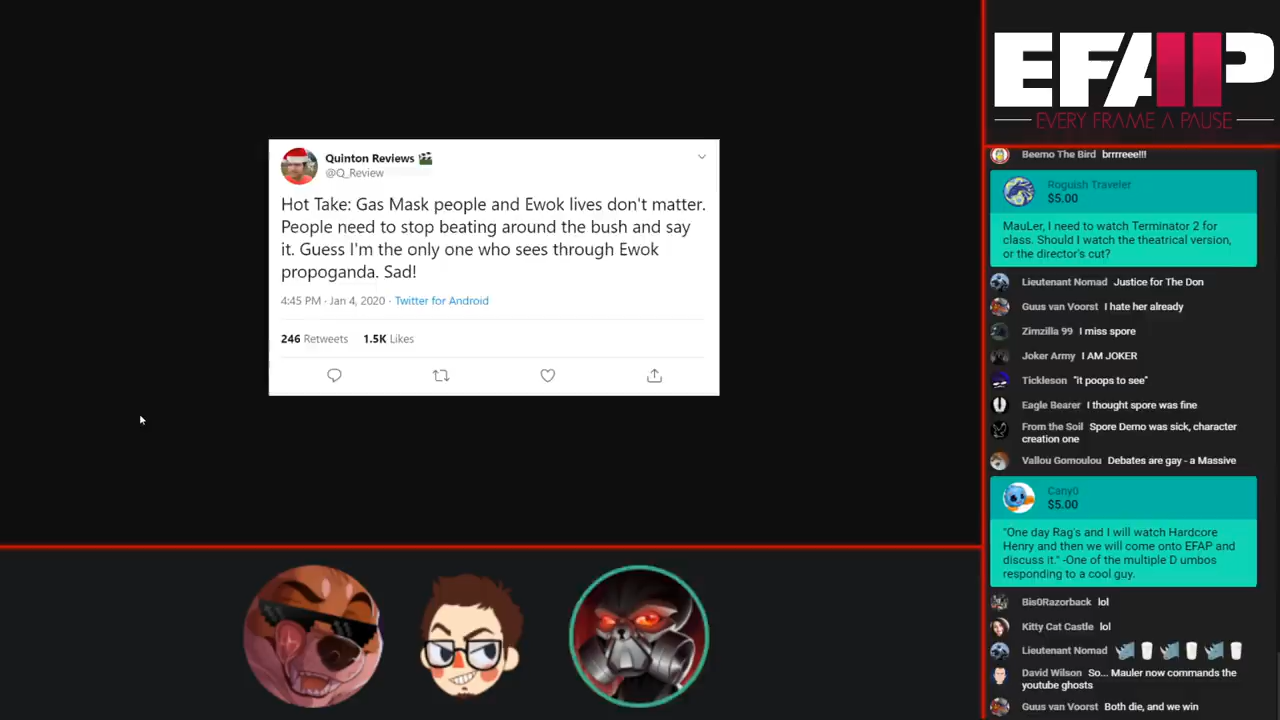 Quinton Reviews
@Q_Review
Hot Take: Gas Mask people and Ewok lives don't matter.
People need to stop beating around the bush and say
it. Guess I'm the only one who sees through Ewok
propoganda. Sad!
4:45 PM · Jan 4, 2020 · Twitter for Android
246 Retweets 1.5K Likes
EFAP
EVERY FRAME A PAUSE
Beemo The Bird brrrreee!!!
Roguish Traveler
$5.00
MauLer, I need to watch Terminator 2 for
class. Should I watch the theatrical version,
or the director's cut?
Lieutenant Nomad Justice for The Don
Guus van Voorst I hate her already
Zimzilla 99 I miss spore
Joker Army I AM JOKER
Tickleson "it poops to see"
Eagle Bearer I thought spore was fine
From the Soil Spore Demo was sick, character
creation one
Vallou Gomoulou Debates are gay - a Massive
Cany0
$5.00
"One day Rag's and I will watch Hardcore
Henry and then we will come onto EFAP and
discuss it." -One of the multiple D umbos
responding to a cool guy.
Bis0Razorback lol
Kitty Cat Castle lol
Lieutenant Nomad
David Wilson So... Mauler now commands the
youtube ghosts
Guus van Voorst Both die, and we win